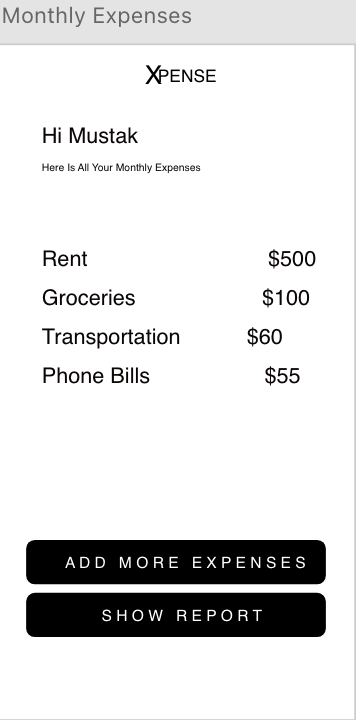 Monthly Expenses
XPENSE
Hi Mustak
Here Is All Your Monthly Expenses
Rent $500
Groceries $100
Transportation $60
Phone Bills $55
ADD MORE EXPENSES
SHOW REPORT